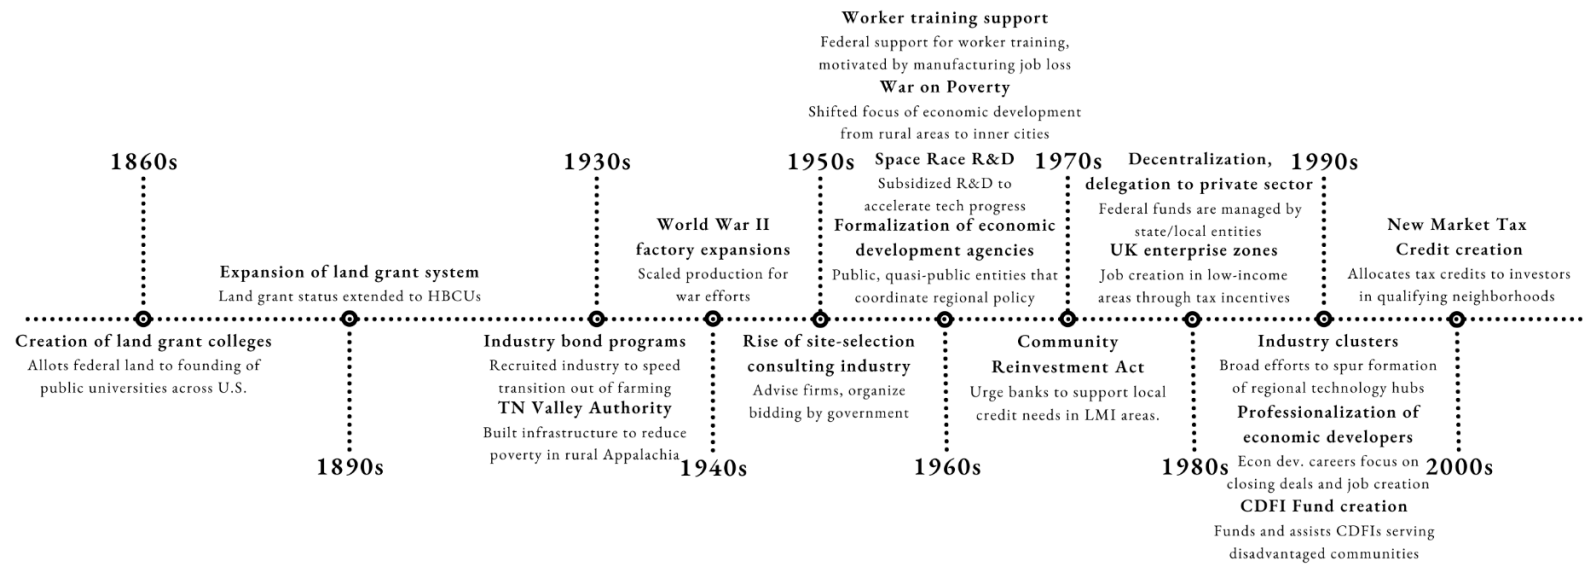 1860s
Creation of land grant colleges
Allots federal land to founding of
public universities across U.S.
Expansion of land grant system
Land grant status extended to HBCUs
1890s
1930s
Industry bond programs
Recruited industry to speed
transition out of farming
TN Valley Authority
Built infrastructure to reduce
poverty in rural Appalachia
World War II
factory expansions
Scaled production for
war efforts
1940s
1950s
Rise of site-selection
consulting industry
Advise firms, organize
bidding by government
Worker training support
Federal support for worker training,
motivated by manufacturing job loss
War on Poverty
Shifted focus of economic development
from rural areas to inner cities
Space Race R&D
Subsidized R&D to
accelerate tech progress
Formalization of economic
development agencies
Public, quasi-public entities that
coordinate regional policy
1960s
1970s
Community
Reinvestment Act
Urge banks to support local
credit needs in LMI areas.
Decentralization,
delegation to private sector
Federal funds are managed by
state/local entities
UK enterprise zones
Job creation in low-income
areas through tax incentives
1980s
1990s
Industry clusters
Broad efforts to spur formation
of regional technology hubs
Professionalization of
economic developers
Econ dev. careers focus on
closing deals and job creation
CDFI Fund creation
Funds and assists CDFIs serving
disadvantaged communities
New Market Tax
Credit creation
Allocates tax credits to investors
in qualifying neighborhoods
2000s